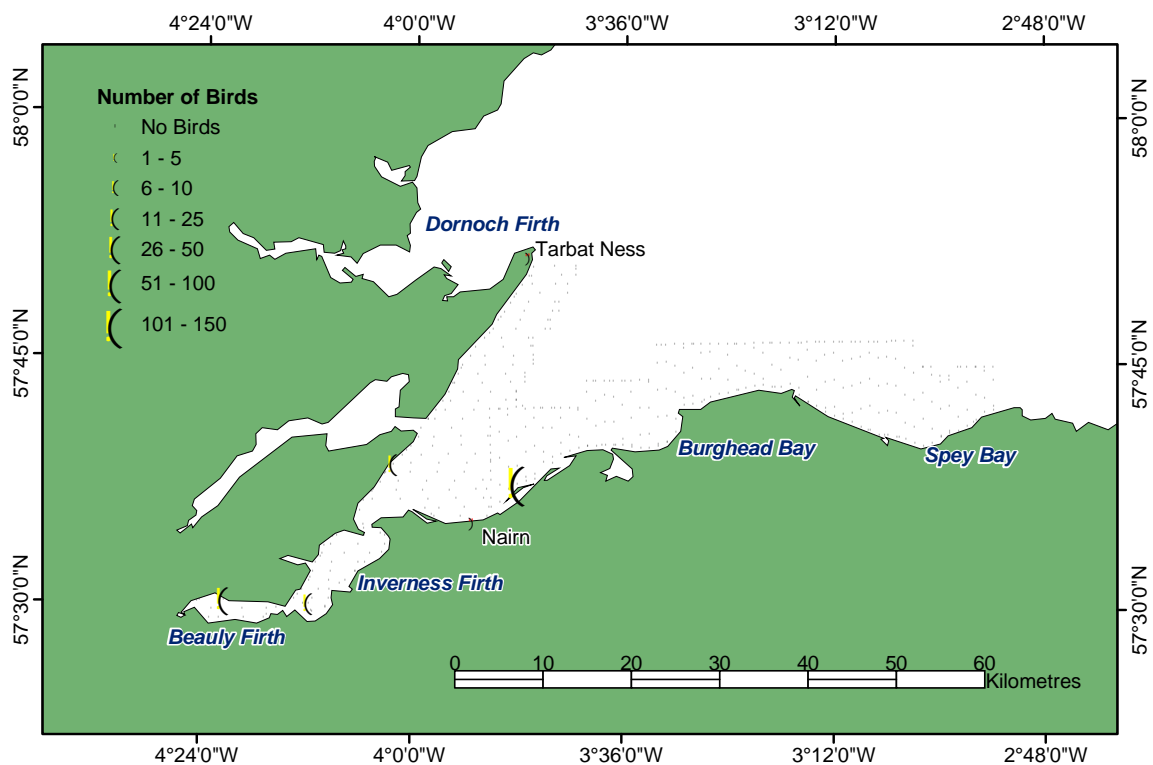 4°24'0"W 4°0'0"W 3°36'0"W 3°12'0"W 2°48'0"W
58°0'0"N
58°0'0"N
Number of Birds
No Birds
1 - 5
6 - 10
11 - 25
26 - 50
51 - 100
101 - 150
Dornoch Firth
Tarbat Ness
57°45'0"N
57°45'0"N
Burghead Bay
Spey Bay
Nairn
Inverness Firth
57°30'0"N
57°30'0"N
Beauly Firth
0 10 20 30 40 50 60
Kilometres
4°24'0"W 4°0'0"W 3°36'0"W 3°12'0"W 2°48'0"W